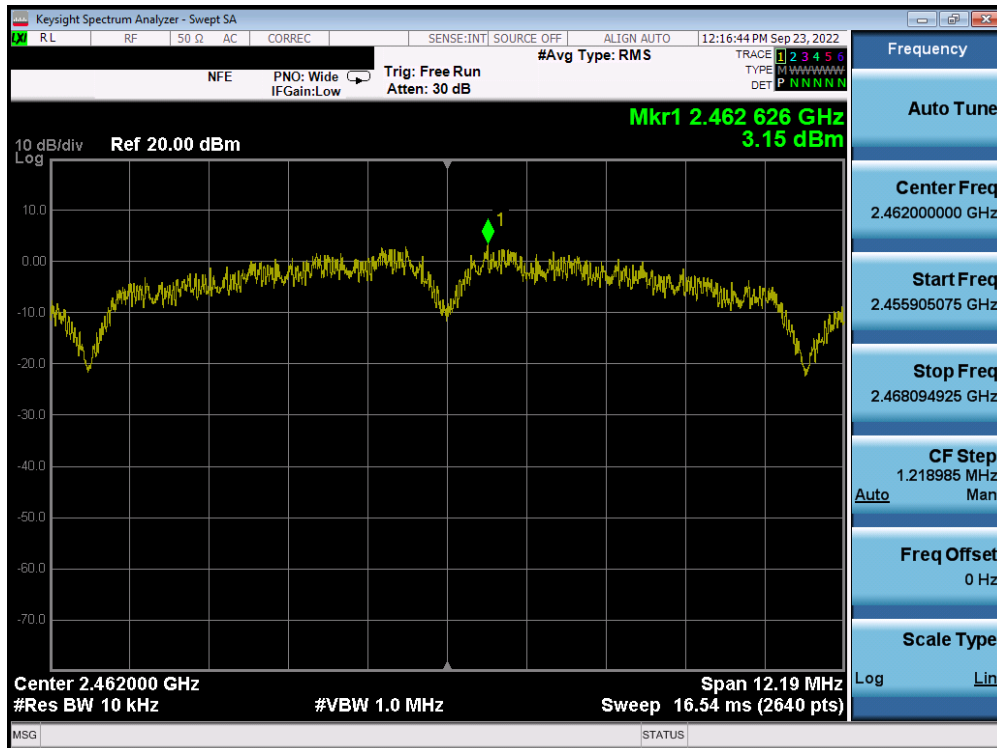 Keysight Spectrum Analyzer - Swept SA
LXI RL RF 50 Ω AC CORREC SENSE:INT SOURCE OFF ALIGN AUTO 12:16:44 PM Sep 23, 2022
Frequency
#Avg Type: RMS
TRACE 1 2 3 4 5 6
NFE PNO: Wide Trig: Free Run
TYPE M WWWWW
IFGain:Low Atten: 30 dB
DET P N N N N N
Auto Tune
Mkr1 2.462 626 GHz
3.15 dBm
10 dB/div Ref 20.00 dBm
Log
Center Freq
2.462000000 GHz
10.0
1
0.00
Start Freq
2.455905075 GHz
-10.0
-20.0
Stop Freq
2.468094925 GHz
-30.0
-40.0
CF Step
1.218985 MHz
Auto Man
-50.0
Freq Offset
0 Hz
-60.0
-70.0
Scale Type
Log Lin
Center 2.462000 GHz Span 12.19 MHz
#Res BW 10 kHz #VBW 1.0 MHz Sweep 16.54 ms (2640 pts)
MSG STATUS